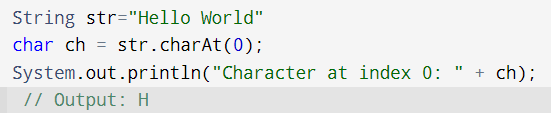 String str="Hello World"
char ch = str.charAt(0);
System.out.println("Character at index 0: " + ch);
// Output: H